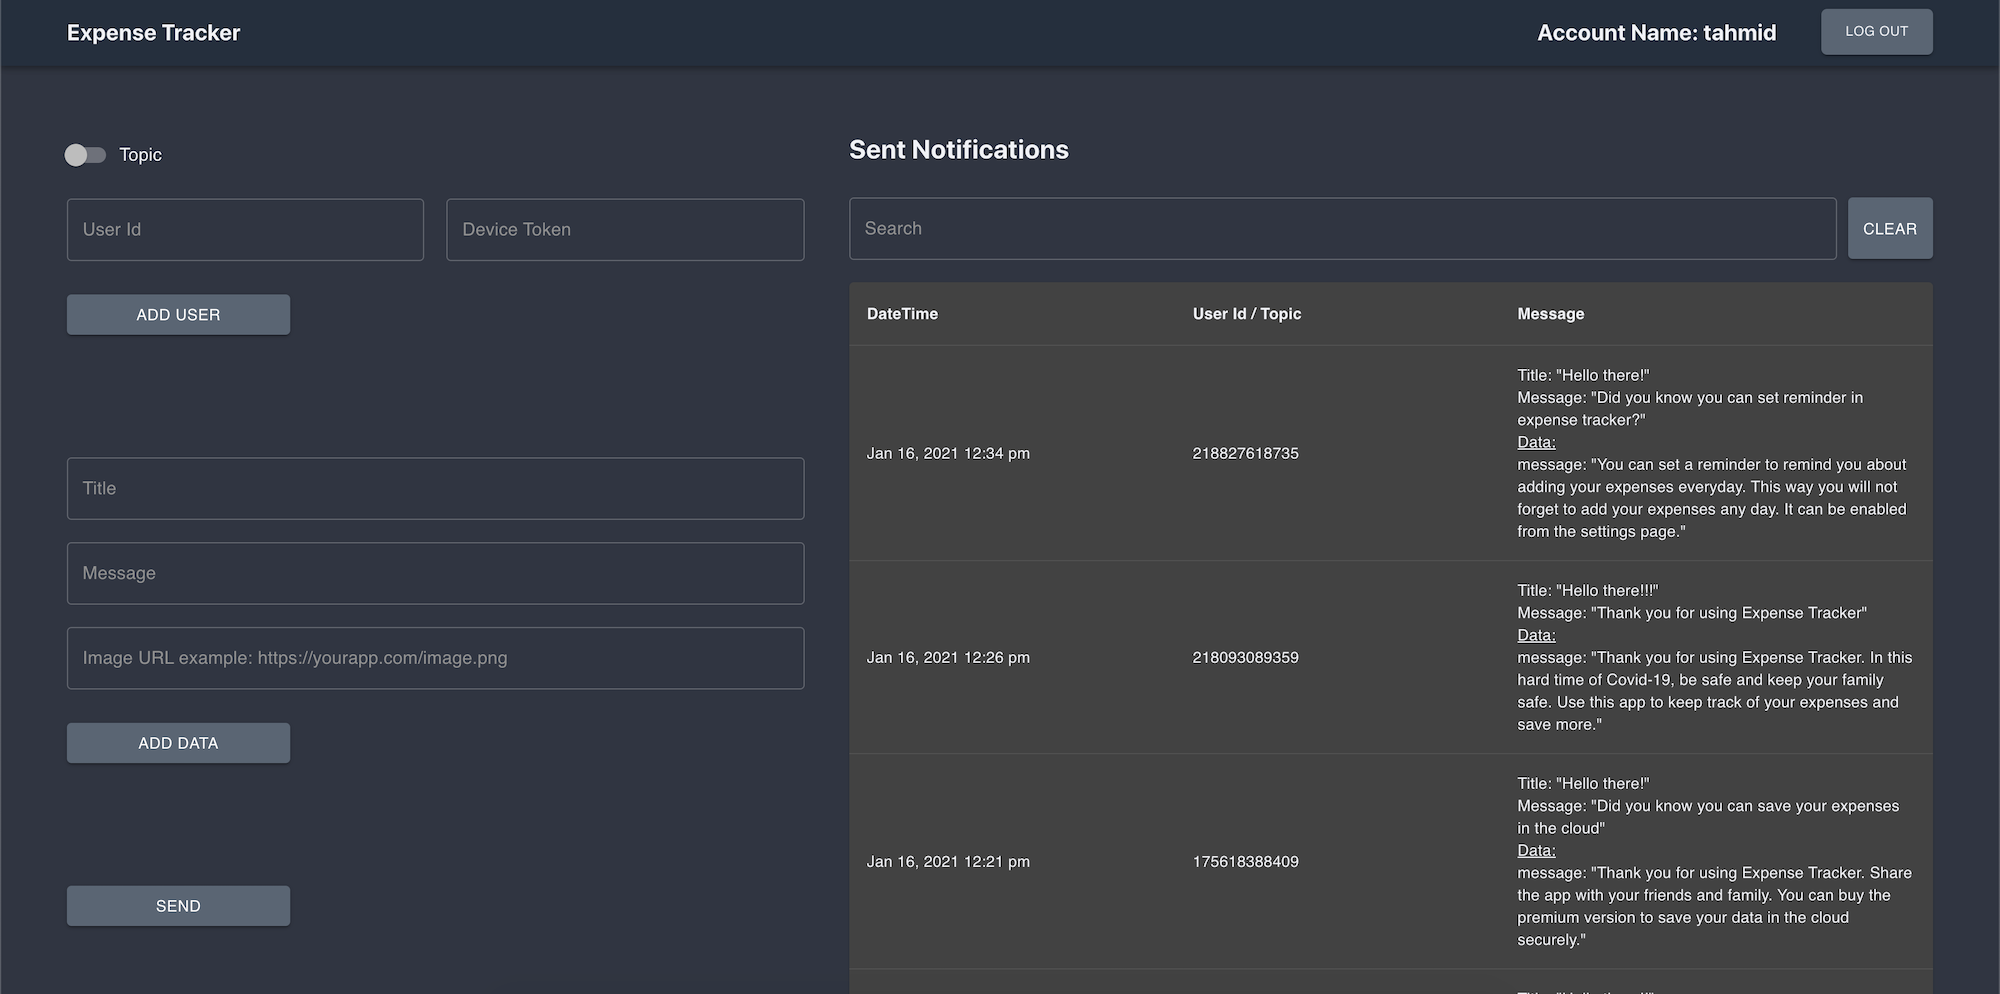 Expense Tracker
Account Name: tahmid
LOG OUT
Topic
User Id
Device Token
ADD USER
Title
Message
Image URL example: https://yourapp.com/image.png
ADD DATA
SEND
Sent Notifications
Search
CLEAR
DateTime
User Id / Topic
Message
Jan 16, 2021 12:34 pm
218827618735
Title: "Hello there!"
Message: "Did you know you can set reminder in
expense tracker?"
Data:
message: "You can set a reminder to remind you about
adding your expenses everyday. This way you will not
forget to add your expenses any day. It can be enabled
from the settings page."
Jan 16, 2021 12:26 pm
218093089359
Title: "Hello there!!!"
Message: "Thank you for using Expense Tracker"
Data:
message: "Thank you for using Expense Tracker. In this
hard time of Covid-19, be safe and keep your family
safe. Use this app to keep track of your expenses and
save more."
Jan 16, 2021 12:21 pm
175618388409
Title: "Hello there!"
Message: "Did you know you can save your expenses
in the cloud"
Data:
message: "Thank you for using Expense Tracker. Share
the app with your friends and family. You can buy the
premium version to save your data in the cloud
securely."